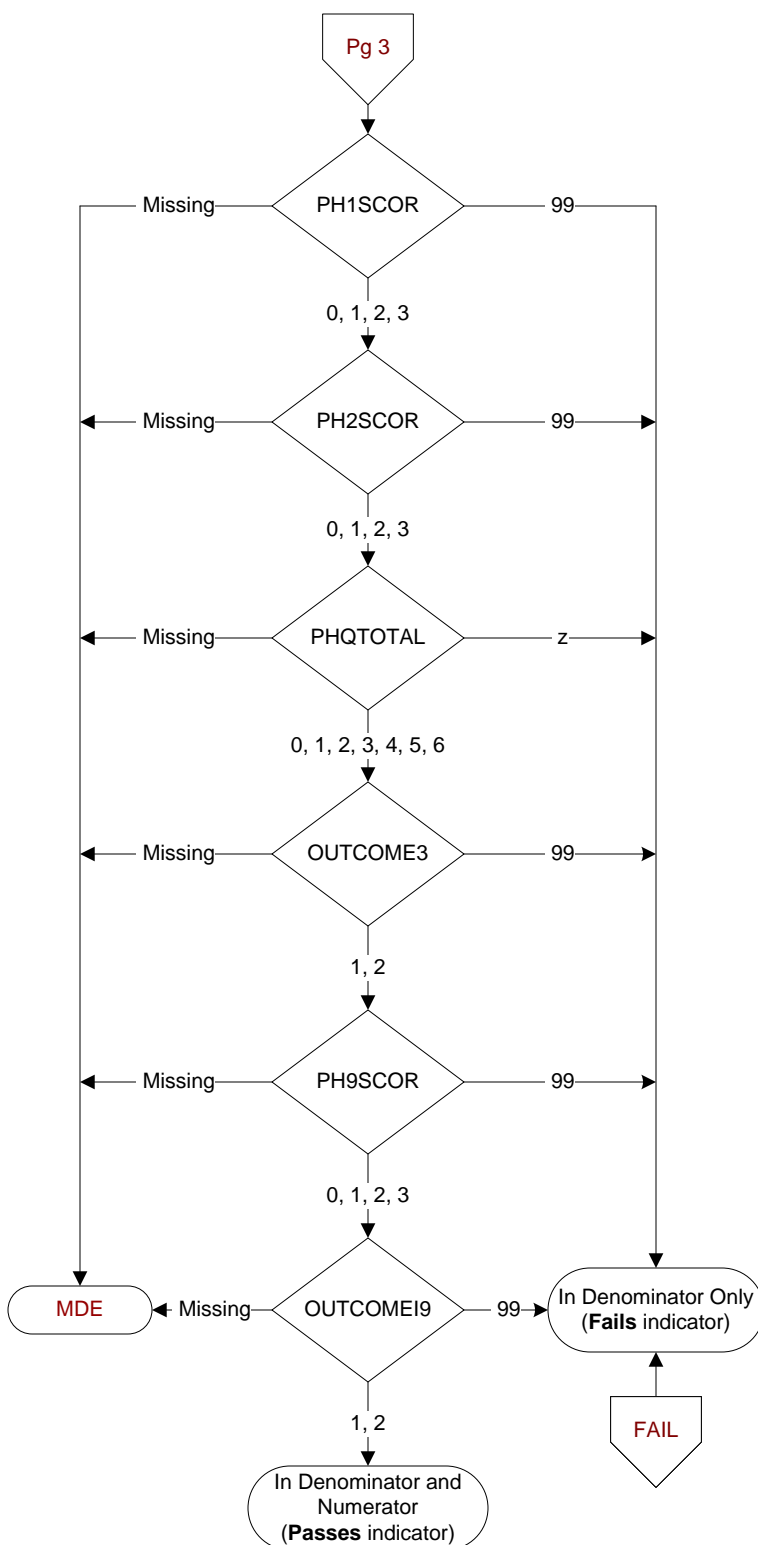 Pg 3
Missing
PH1SCOR
99
0, 1, 2, 3
Missing
PH2SCOR
99
0, 1, 2, 3
Missing
PHQTOTAL
z
0, 1, 2, 3, 4, 5, 6
Missing
OUTCOME3
99
1, 2
Missing
PH9SCOR
99
0, 1, 2, 3
MDE
Missing
OUTCOMEI9
99
In Denominator Only
(Fails indicator)
1, 2
FAIL
In Denominator and
Numerator
(Passes indicator)